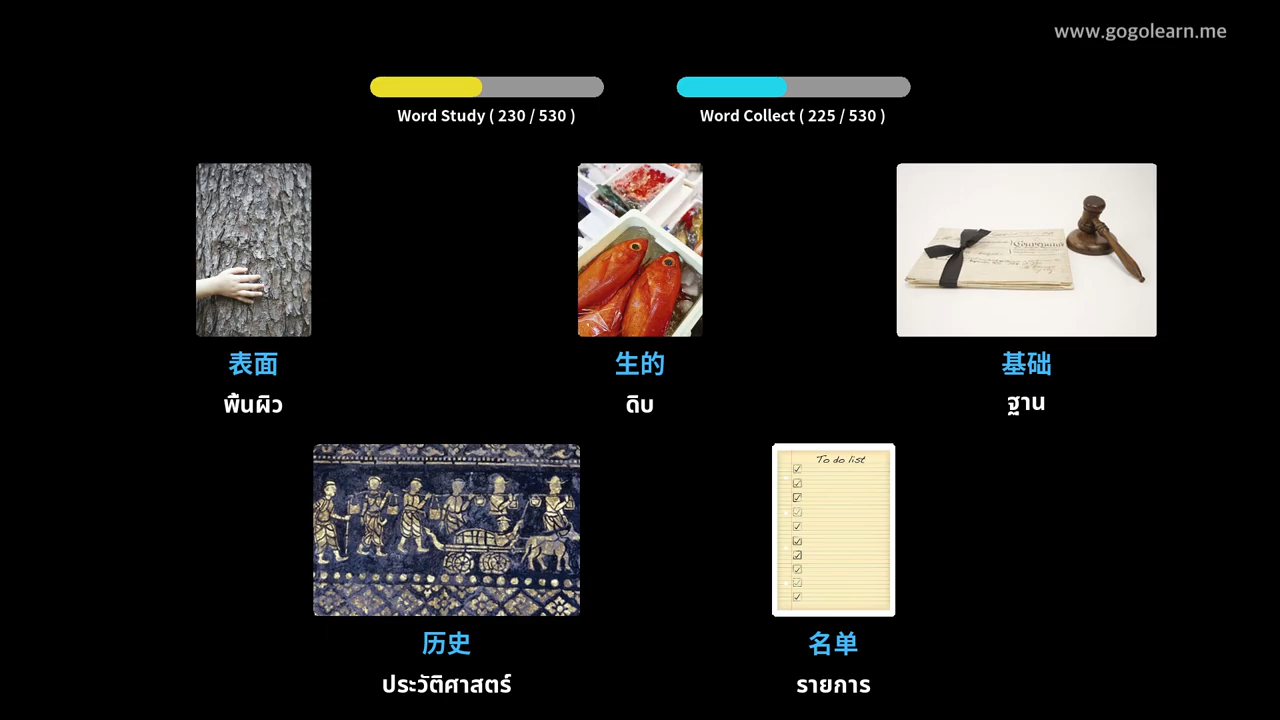 www.gogolearn.me
Word Study ( 230 / 530 )
Word Collect ( 225 / 530 )
表面
生的
基础
พื้นผิว
ดิบ
ฐาน
To do list
历史
名单
ประวัติศาสตร์
รายการ